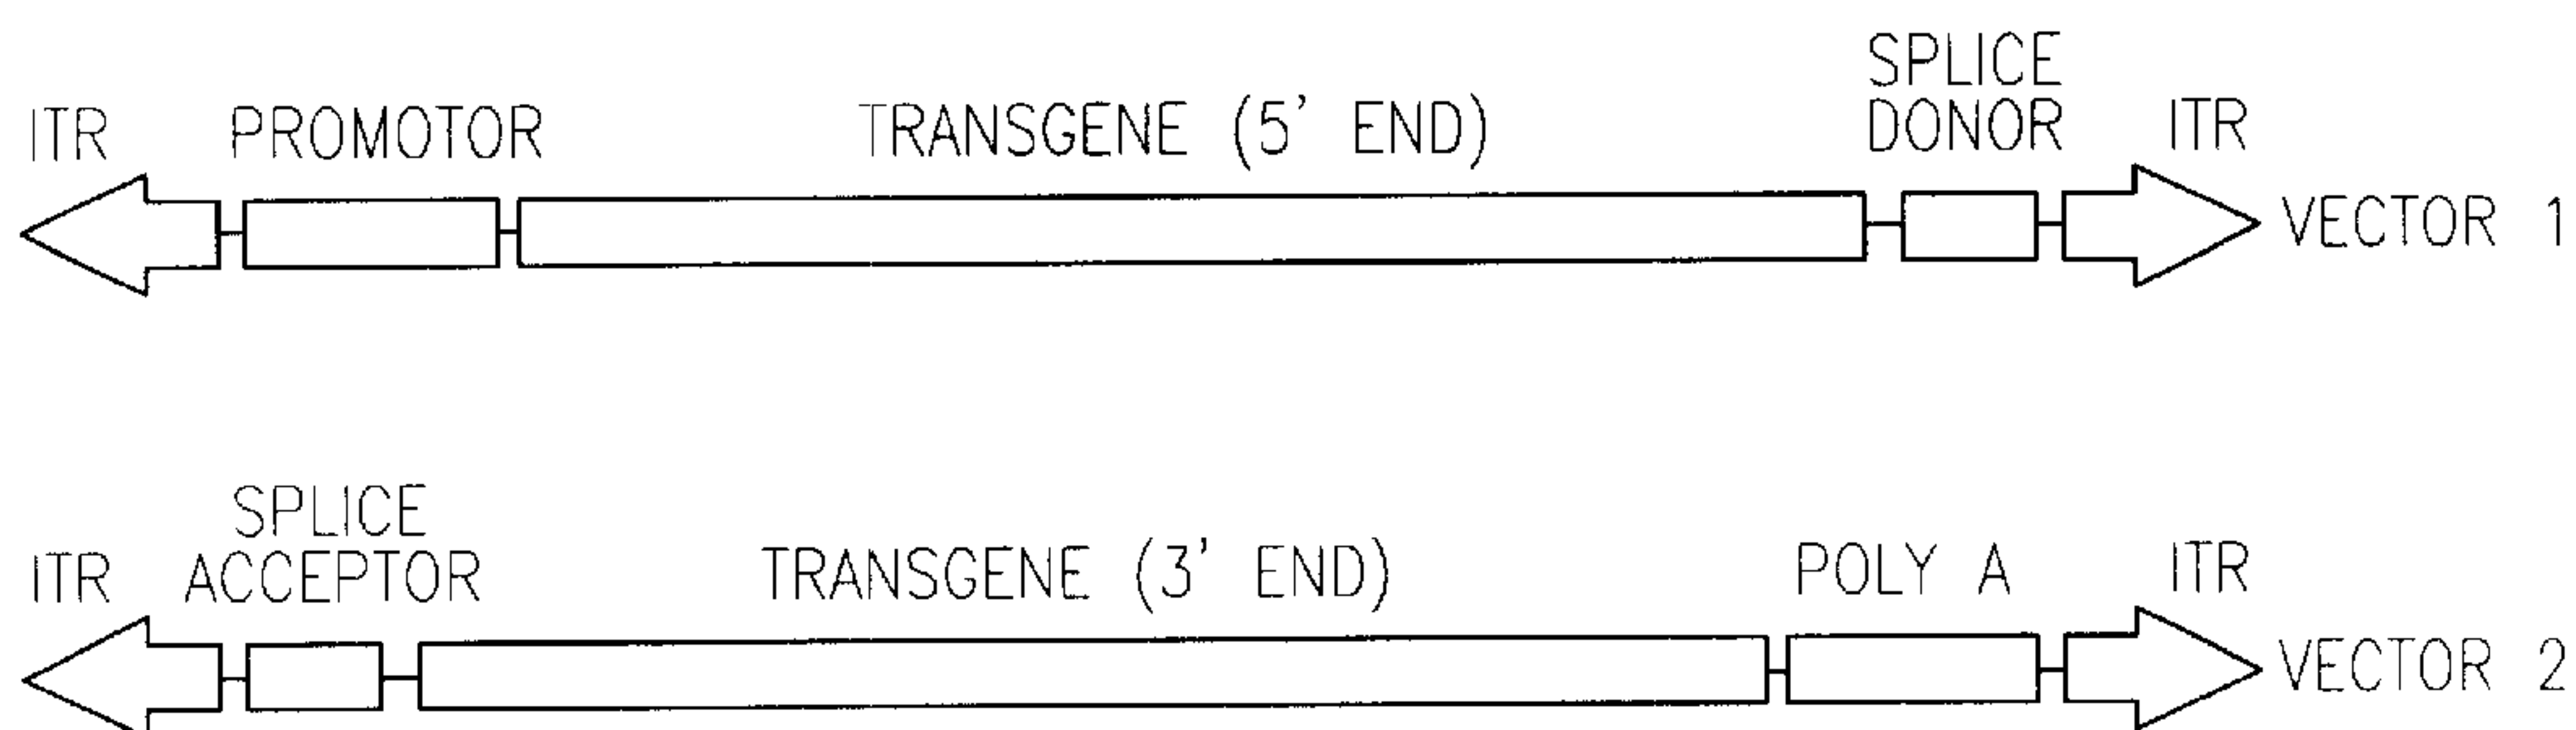 ITR PROMOTOR TRANSGENE (5' END) SPLICE DONOR ITR
VECTOR 1
ITR SPLICE ACCEPTOR TRANSGENE (3' END) POLY A ITR
VECTOR 2